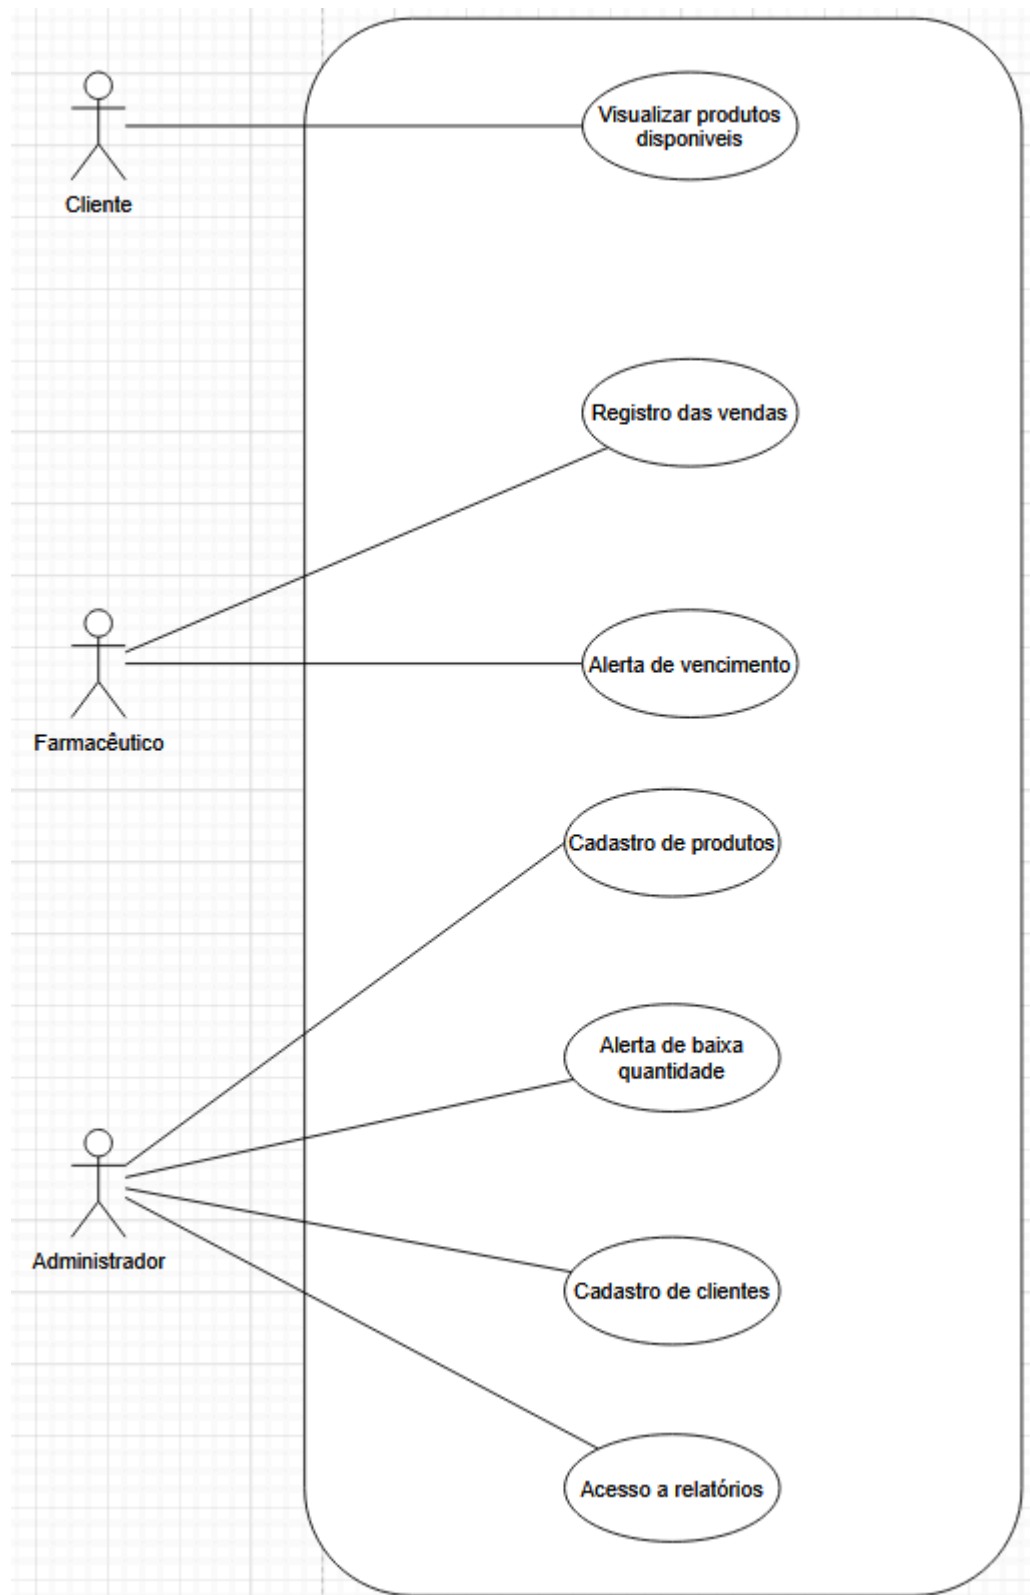 Visualizar produtos
disponiveis
Cliente
Registro das vendas
Alerta de vencimento
Farmacêutico
Cadastro de produtos
Alerta de baixa
quantidade
Administrador
Cadastro de clientes
Acesso a relatórios